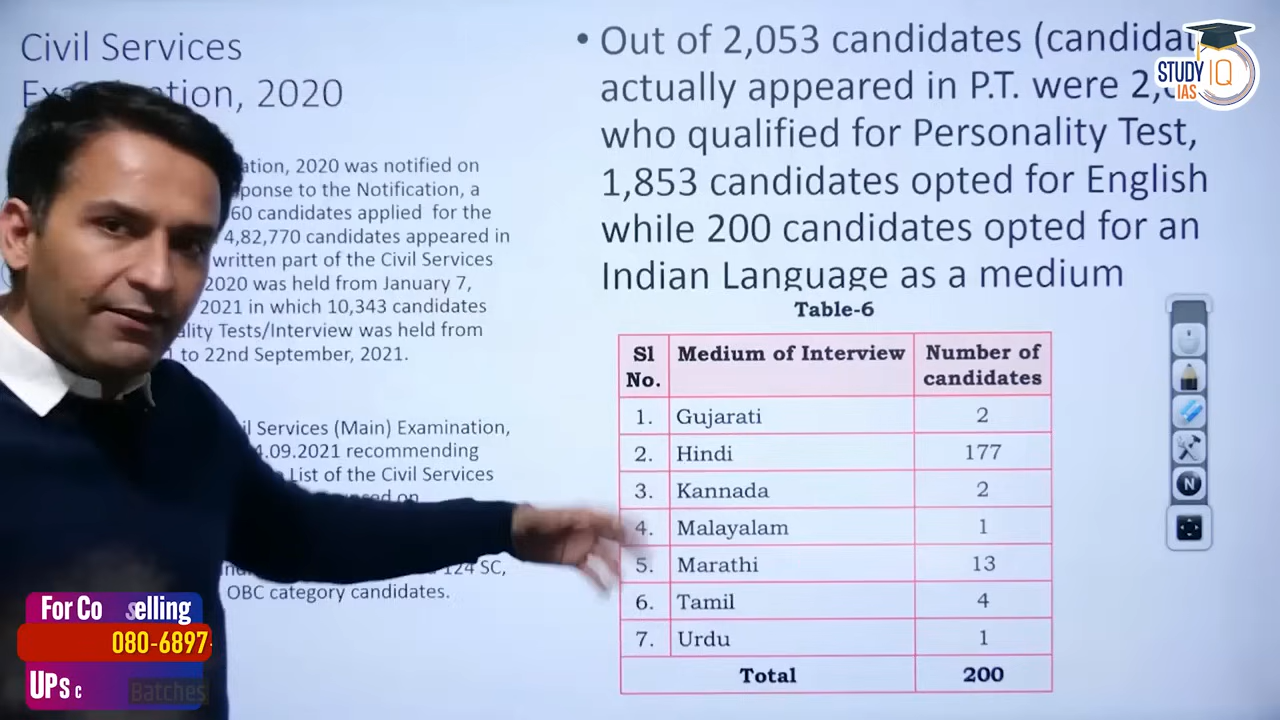 Civil Services
2020
ation, 2020 was notified on
ponse to the Notification, a
60 candidates applied for the
4,82,770 candidates appeared in
written part of the Civil Services
2020 was held from January 7,
2021 in which 10,343 candidates
ality Tests/Interview was held from
to 22nd September, 2021.
il Services (Main) Examination,
.09.2021 recommending
List of the Civil Services
on
124 SC,
OBC category candidates.
• Out of 2,053 candidates (candidat
actually appeared in P.T. were 2,
who qualified for Personality Test,
1,853 candidates opted for English
while 200 candidates opted for an
Indian Language as a medium
Table-6
Sl No. Medium of Interview Number of candidates
1. Gujarati 2
2. Hindi 177
3. Kannada 2
4. Malayalam 1
5. Marathi 13
6. Tamil 4
7. Urdu 1
Total 200
STUDY IQ
IAS
N
For Co selling
080-6897
UPs c Batches